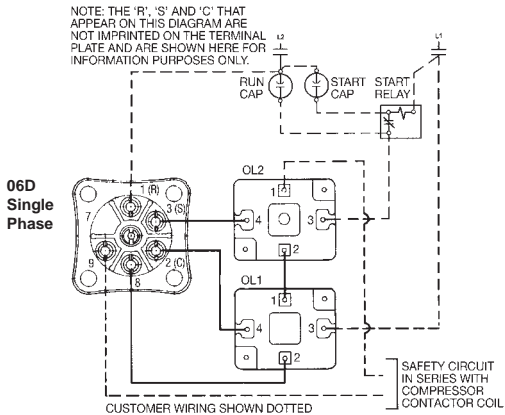 NOTE: THE 'R', 'S' AND 'C' THAT
APPEAR ON THIS DIAGRAM ARE
NOT IMPRINTED ON THE TERMINAL
PLATE AND ARE SHOWN HERE FOR
INFORMATION PURPOSES ONLY.
L2
L1
RUN
CAP
START
CAP
START
RELAY
06D
Single
Phase
1 (R)
3 (S)
7
9
2 (C)
8
OL2
1
4
3
2
OL1
1
4
3
2
SAFETY CIRCUIT
IN SERIES WITH
COMPRESSOR
CONTACTOR COIL
CUSTOMER WIRING SHOWN DOTTED